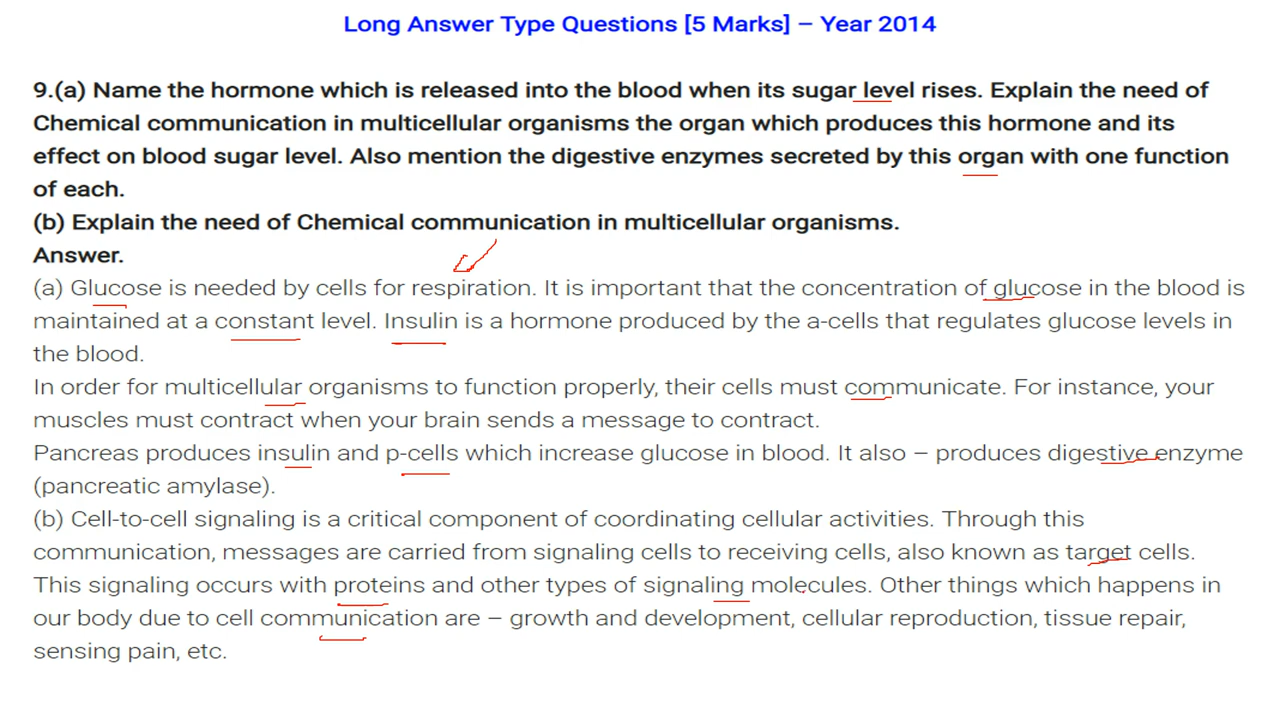 Long Answer Type Questions [5 Marks] – Year 2014
9.(a) Name the hormone which is released into the blood when its sugar level rises. Explain the need of
Chemical communication in multicellular organisms the organ which produces this hormone and its
effect on blood sugar level. Also mention the digestive enzymes secreted by this organ with one function
of each.
(b) Explain the need of Chemical communication in multicellular organisms.
Answer.
(a) Glucose is needed by cells for respiration. It is important that the concentration of glucose in the blood is
maintained at a constant level. Insulin is a hormone produced by the a-cells that regulates glucose levels in
the blood.
In order for multicellular organisms to function properly, their cells must communicate. For instance, your
muscles must contract when your brain sends a message to contract.
Pancreas produces insulin and p-cells which increase glucose in blood. It also – produces digestive enzyme
(pancreatic amylase).
(b) Cell-to-cell signaling is a critical component of coordinating cellular activities. Through this
communication, messages are carried from signaling cells to receiving cells, also known as target cells.
This signaling occurs with proteins and other types of signaling molecules. Other things which happens in
our body due to cell communication are – growth and development, cellular reproduction, tissue repair,
sensing pain, etc.